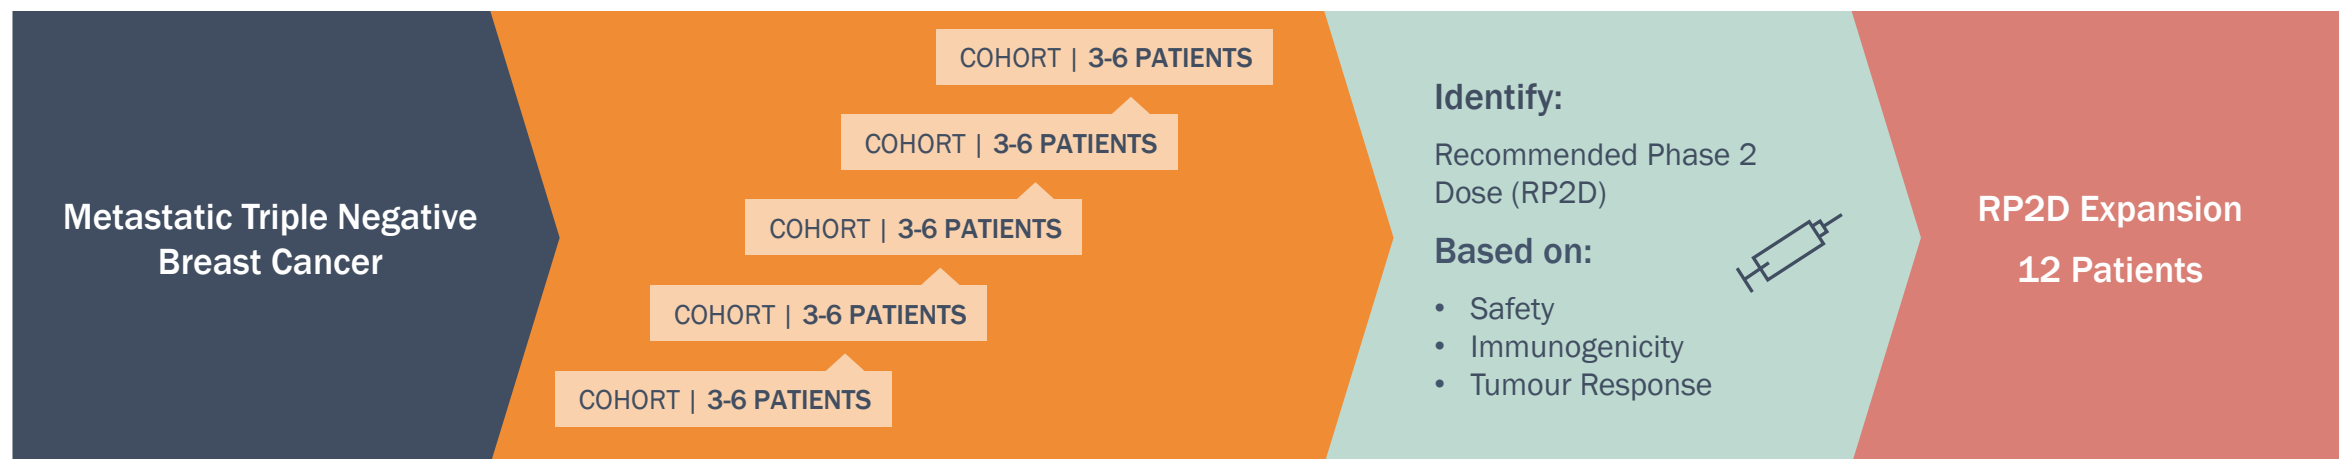 Metastatic Triple Negative
Breast Cancer
COHORT | 3-6 PATIENTS
COHORT | 3-6 PATIENTS
COHORT | 3-6 PATIENTS
COHORT | 3-6 PATIENTS
COHORT | 3-6 PATIENTS
Identify:
Recommended Phase 2
Dose (RP2D)
Based on:
• Safety
• Immunogenicity
• Tumour Response
RP2D Expansion
12 Patients